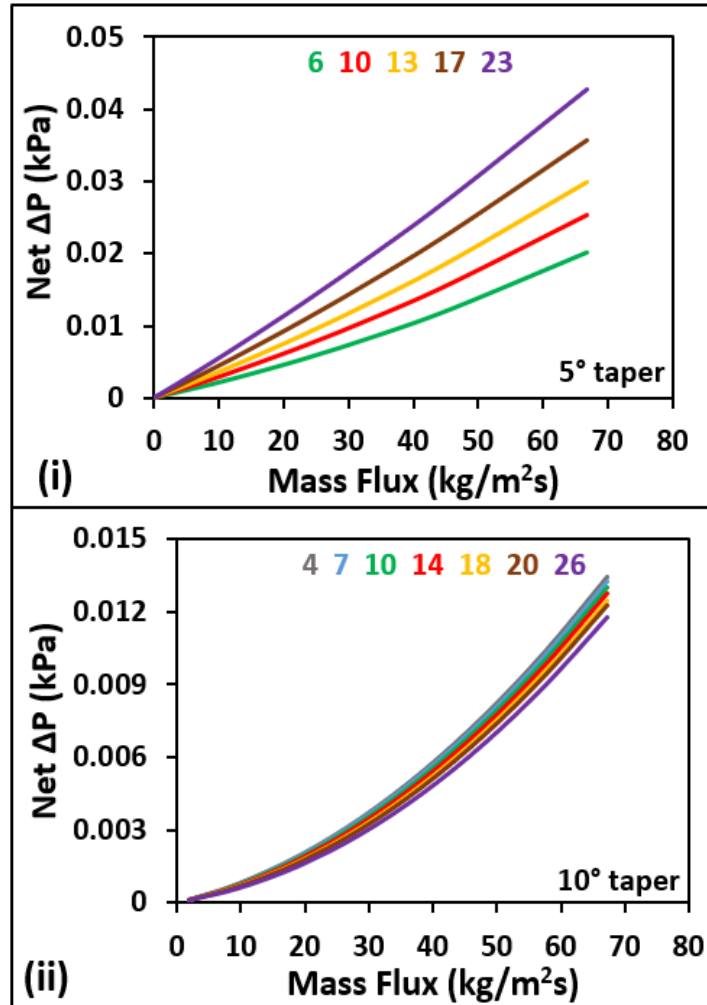 0.05
6 10 13 17 23
0.04
0.03
0.02
0.01
0
5° taper
0 10 20 30 40 50 60 70 80
Net ΔP (kPa)
Mass Flux (kg/m²s)
(i)
0.015
4 7 10 14 18 20 26
0.012
0.009
0.006
0.003
0
10° taper
0 10 20 30 40 50 60 70 80
Net ΔP (kPa)
Mass Flux (kg/m²s)
(ii)